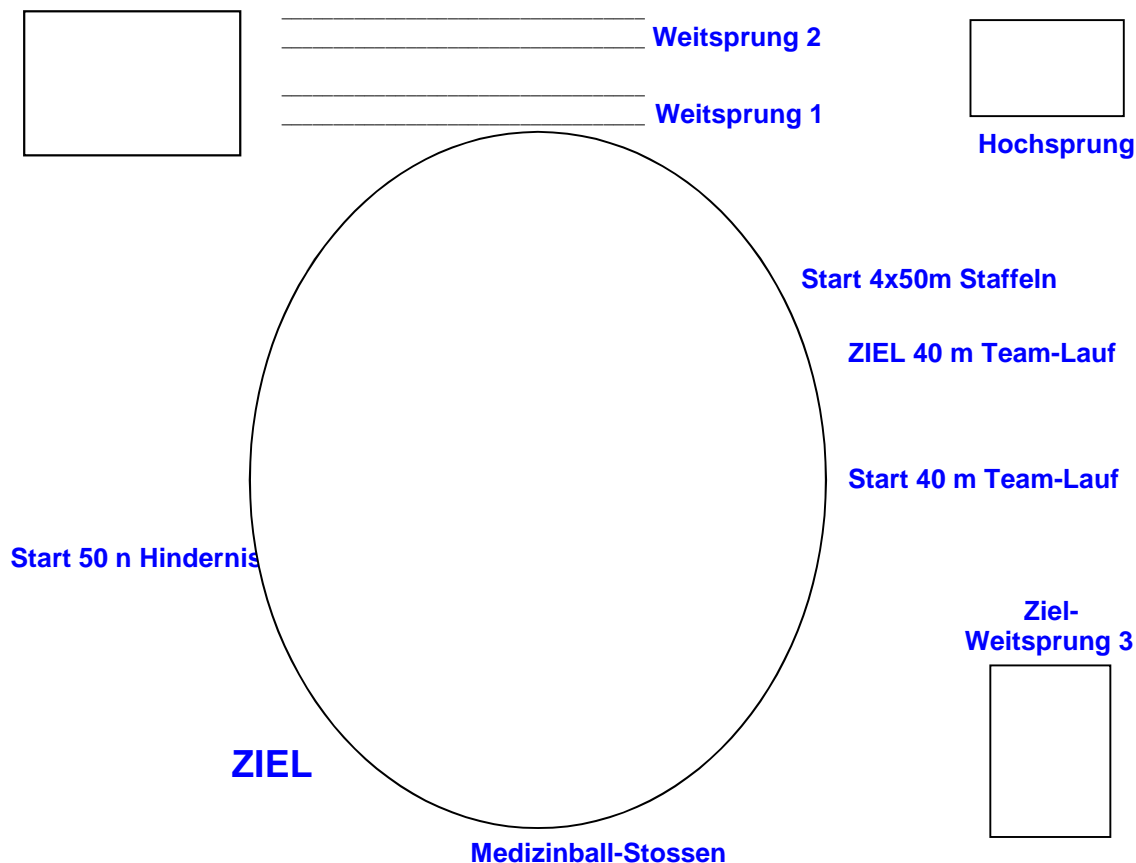 Weitsprung 2
Weitsprung 1
Hochsprung
Start 4x50m Staffeln
ZIEL 40 m Team-Lauf
Start 40 m Team-Lauf
Start 50 n Hindernis
Ziel-
Weitsprung 3
ZIEL
Medizinball-Stossen